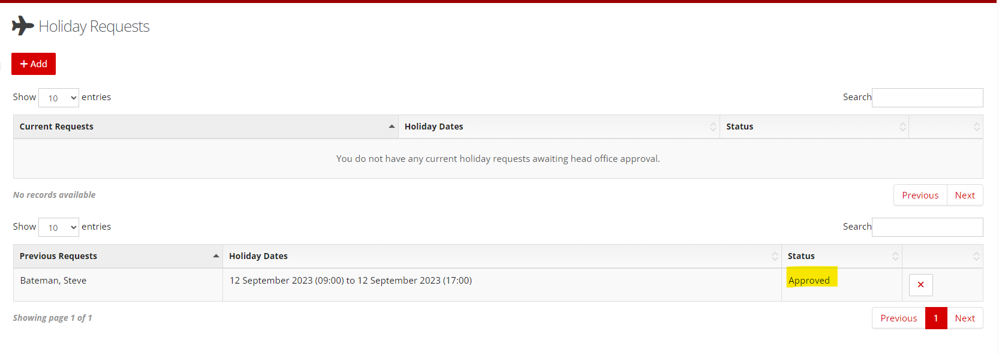 Holiday Requests
Add
Show 10 entries Search
Current Requests Holiday Dates Status
You do not have any current holiday requests awaiting head office approval.
No records available Previous Next
Show 10 entries Search
Previous Requests Holiday Dates Status
Bateman, Steve 12 September 2023 (09:00) to 12 September 2023 (17:00) Approved
Showing page 1 of 1 Previous 1 Next